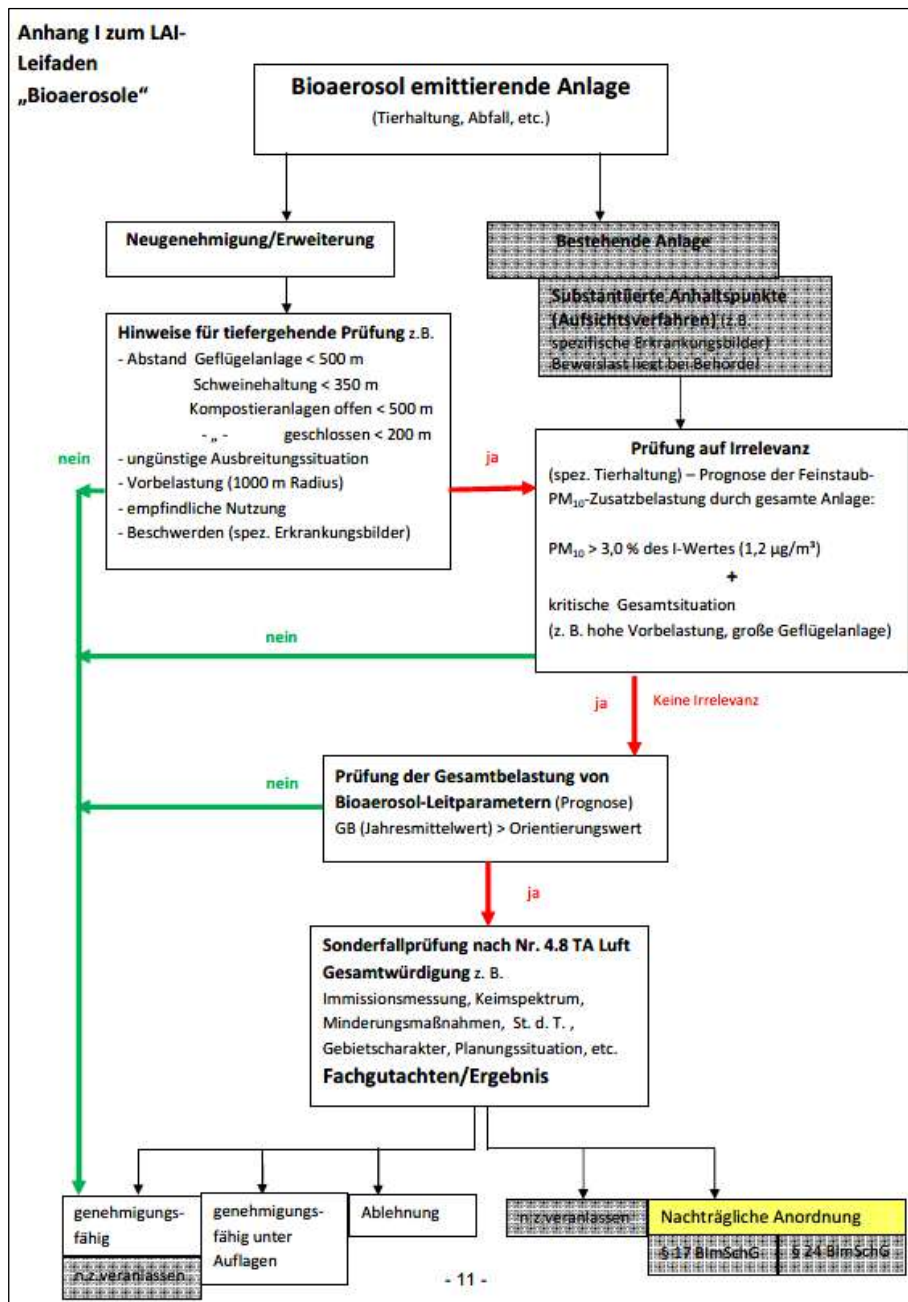 Anhang I zum LAI-
Leifaden
„Bioaerosole“
Bioaerosol emittierende Anlage
(Tierhaltung, Abfall, etc.)
Neugenehmigung/Erweiterung
Bestehende Anlage
Substantiierte Anhaltspunkte
(Aufsichtsverfahren) (z.B.
spezifische Erkrankungsbilder)
Beweislast liegt bei Behörde!
Hinweise für tiefergehende Prüfung z.B.
- Abstand Geflügelanlage < 500 m
Schweinehaltung < 350 m
Kompostieranlagen offen < 500 m
- „ - geschlossen < 200 m
- ungünstige Ausbreitungssituation
- Vorbelastung (1000 m Radius)
- empfindliche Nutzung
- Beschwerden (spez. Erkrankungsbilder)
nein
ja
Prüfung auf Irrelevanz
(spez. Tierhaltung) – Prognose der Feinstaub-
PM₁₀-Zusatzbelastung durch gesamte Anlage:
PM₁₀ > 3,0 % des I-Wertes (1,2 µg/m³)
+
kritische Gesamtsituation
(z. B. hohe Vorbelastung, große Geflügelanlage)
nein
ja
Keine Irrelevanz
nein
Prüfung der Gesamtbelastung von
Bioaerosol-Leitparametern (Prognose)
GB (Jahresmittelwert) > Orientierungswert
ja
Sonderfallprüfung nach Nr. 4.8 TA Luft
Gesamtwürdigung z. B.
Immissionsmessung, Keimspektrum,
Minderungsmaßnahmen, St. d. T. ,
Gebietscharakter, Planungssituation, etc.
Fachgutachten/Ergebnis
genehmigungs-
fähig
n.z.veranlassen
genehmigungs-
fähig unter
Auflagen
Ablehnung
n.z.veranlassen
Nachträgliche Anordnung
§ 17 BImSchG
§ 24 BImSchG
- 11 -